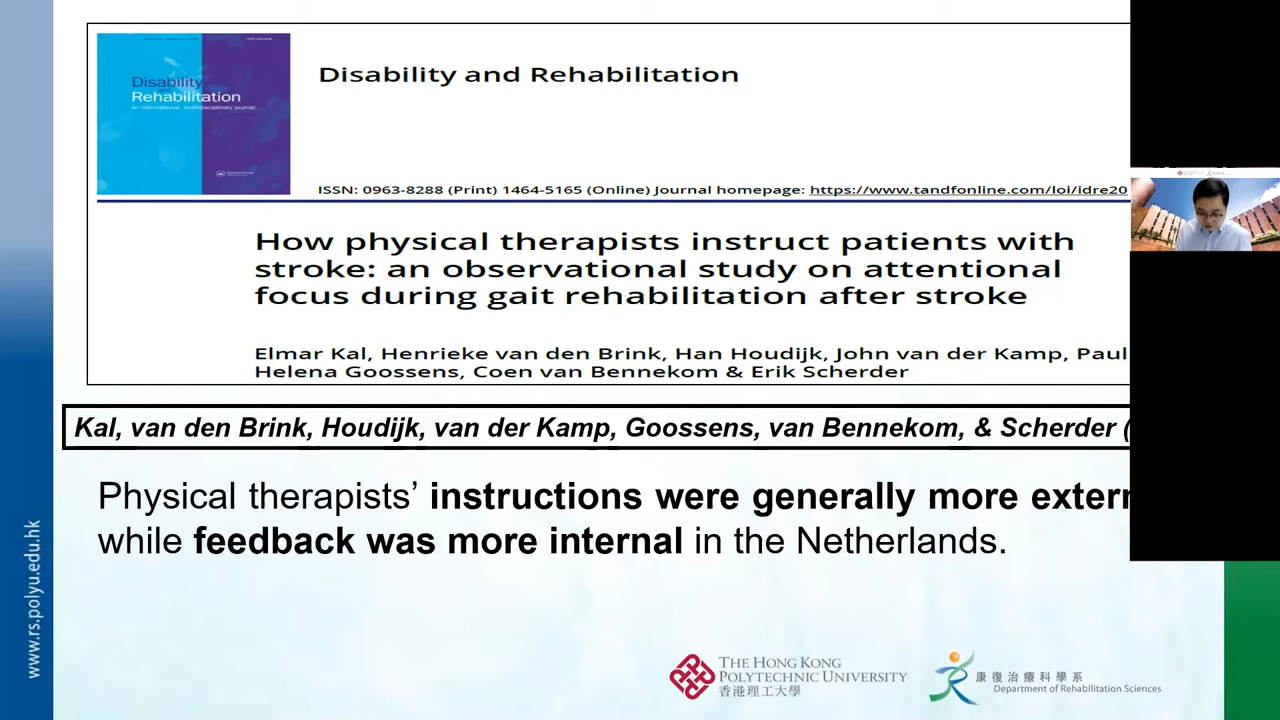 Disability
Rehabilitation
An international, multidisciplinary journal
Disability and Rehabilitation
ISSN: 0963-8288 (Print) 1464-5165 (Online) Journal homepage: https://www.tandfonline.com/loi/idre20
How physical therapists instruct patients with
stroke: an observational study on attentional
focus during gait rehabilitation after stroke
Elmar Kal, Henrieke van den Brink, Han Houdijk, John van der Kamp, Paul
Helena Goossens, Coen van Bennekom & Erik Scherder
Kal, van den Brink, Houdijk, van der Kamp, Goossens, van Bennekom, & Scherder (
Physical therapists’ instructions were generally more extern
while feedback was more internal in the Netherlands.
www.rs.polyu.edu.hk
THE HONG KONG
POLYTECHNIC UNIVERSITY
香港理工大學
康復治療科學系
Department of Rehabilitation Sciences